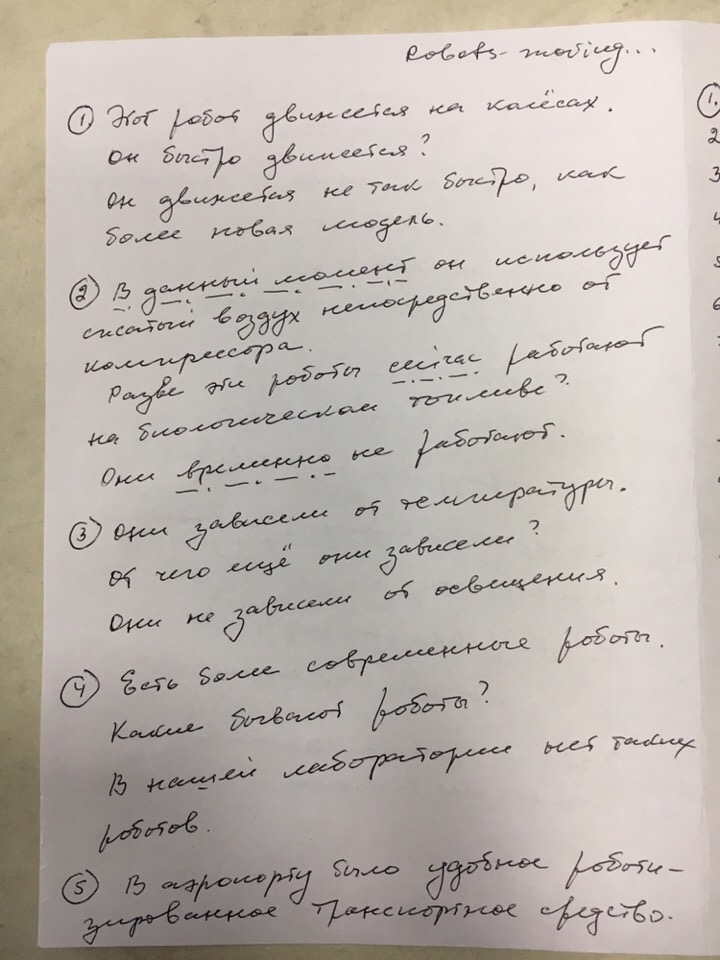 Robots - moving...
① Этот робот движется на колёсах.
Он быстро движется?
Он движется не так быстро, как
более новая модель.
② В данный момент он использует
сжатый воздух непосредственно от
компрессора.
Разве эти роботы сейчас работают
на биологическом топливе?
Они временно не работают.
③ Они зависели от температуры.
От чего ещё они зависели?
Они не зависели от освещения.
④ Есть более современные роботы.
Какие бывают роботы?
В нашей лаборатории нет таких
роботов.
⑤ В аэропорту было удобное роботи-
зированное транспортное средство.
1.
2
3
4
5
6
7